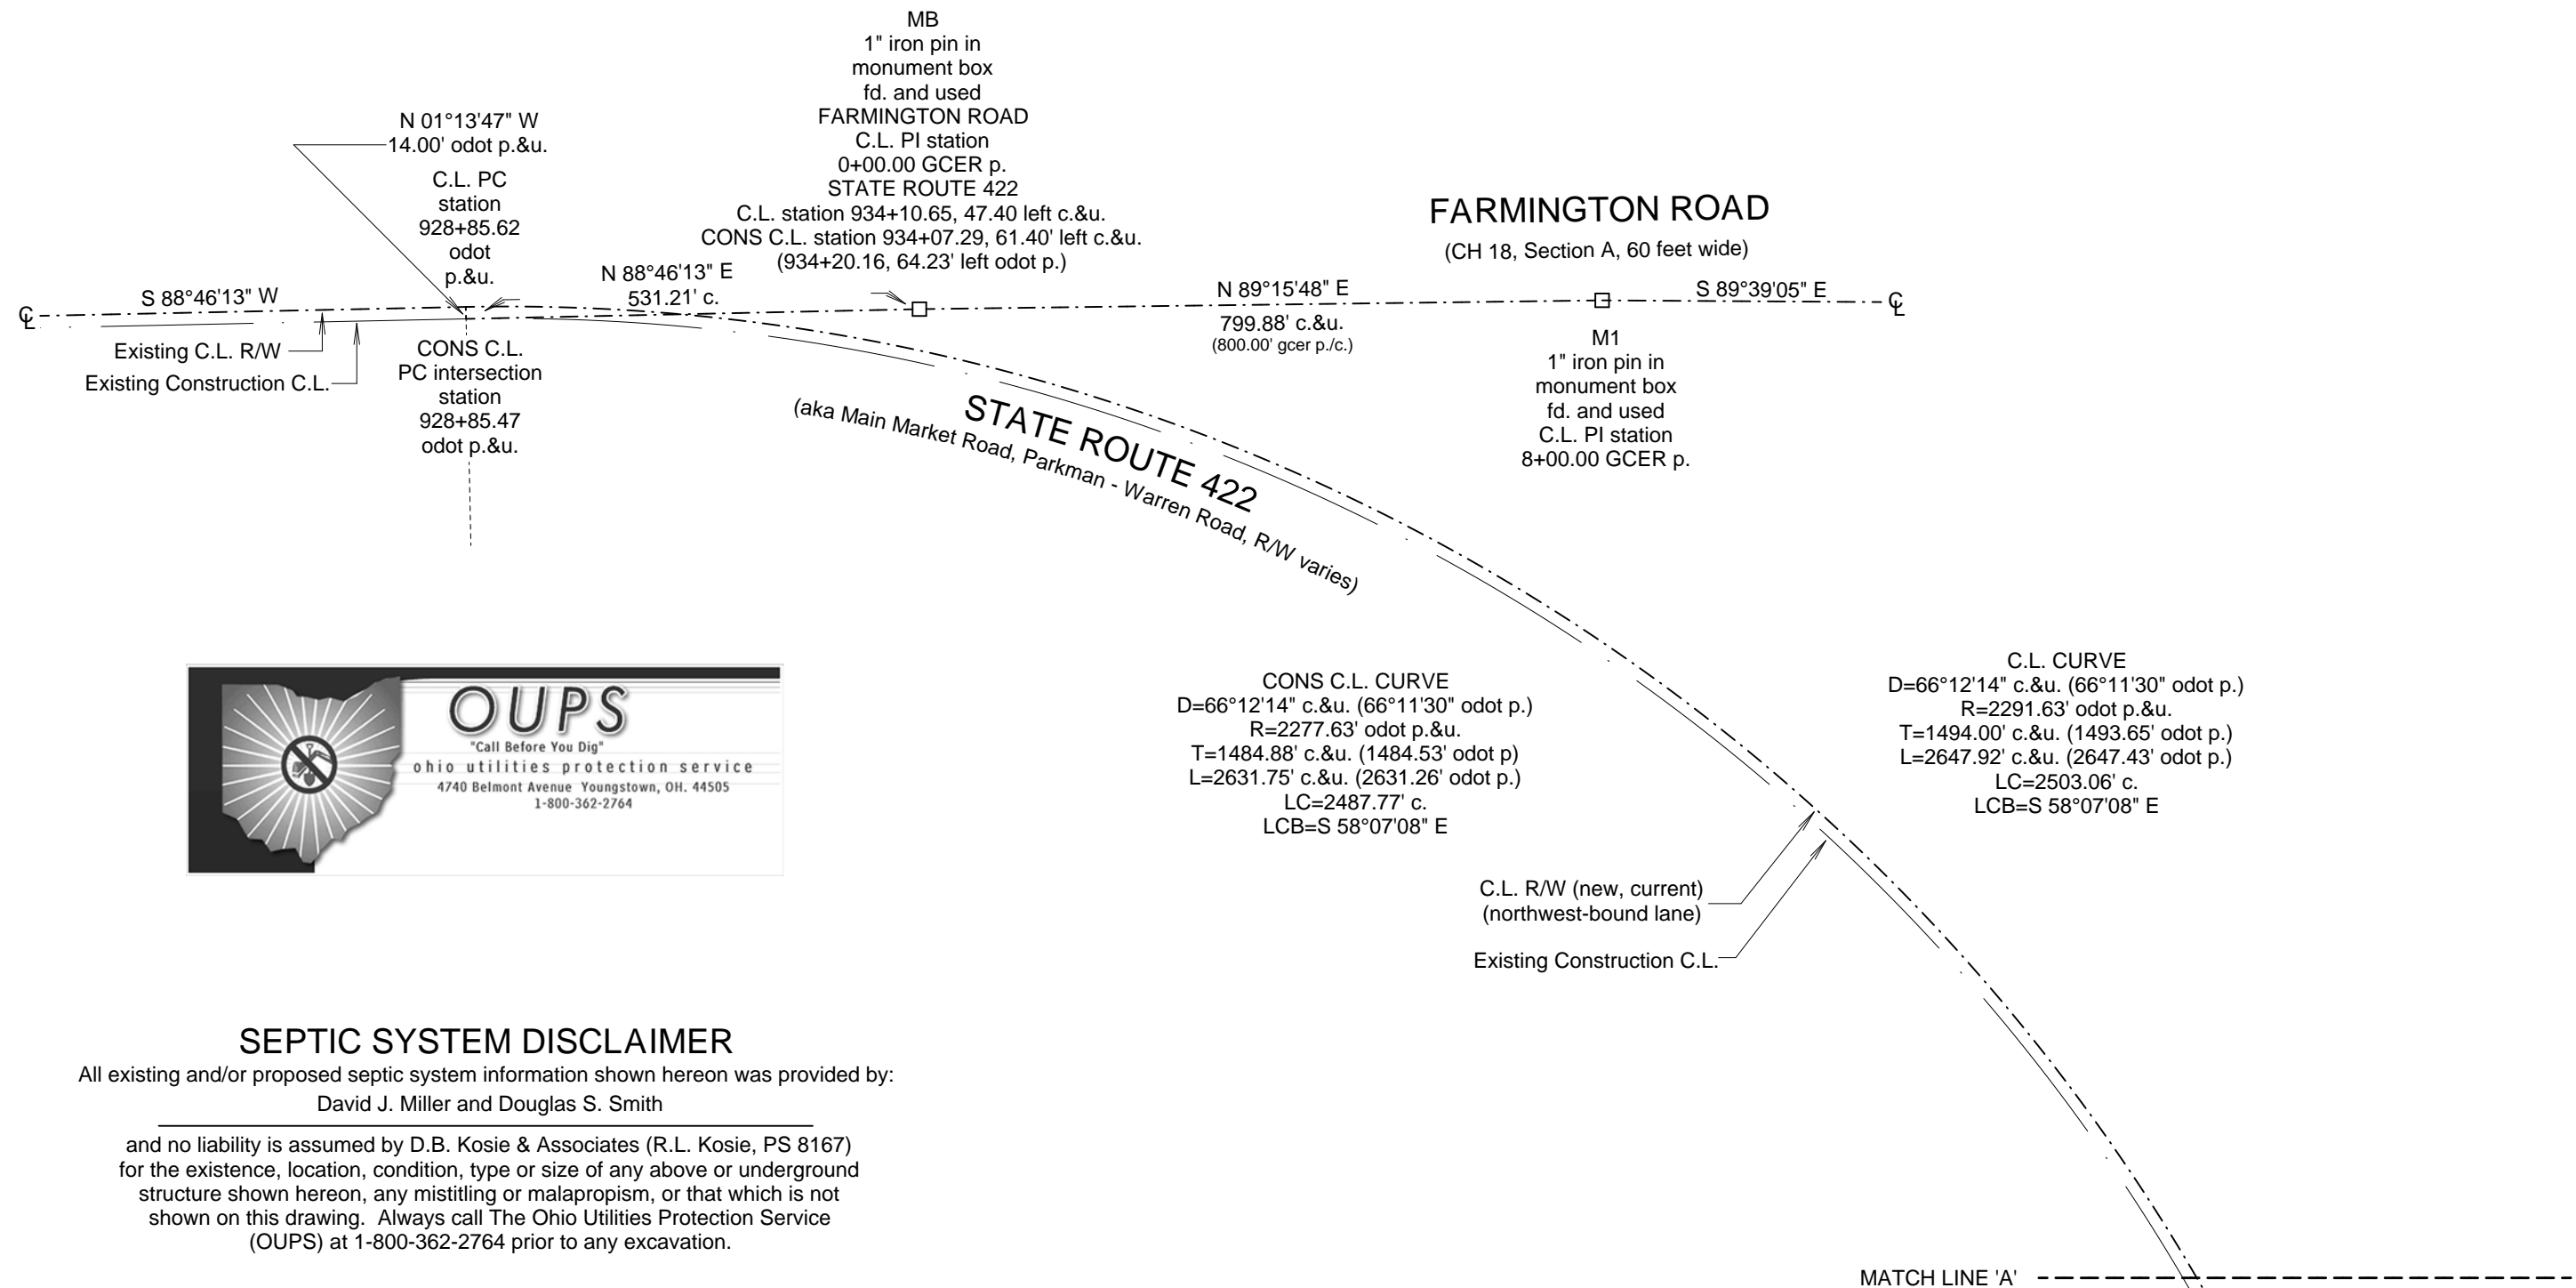 MB
1" iron pin in
monument box
fd. and used
FARMINGTON ROAD
C.L. PI station
0+00.00 GCER p.
STATE ROUTE 422
C.L. station 934+10.65, 47.40 left c.&u.
CONS C.L. station 934+07.29, 61.40' left c.&u.
(934+20.16, 64.23' left odot p.)
N 01°13'47" W
14.00' odot p.&u.
C.L. PC
station
928+85.62
odot
p.&u.
FARMINGTON ROAD
(CH 18, Section A, 60 feet wide)
S 88°46'13" W
N 88°46'13" E
531.21' c.
N 89°15'48" E
799.88' c.&u.
(800.00' gcer p./c.)
S 89°39'05" E
℄
℄
Existing C.L. R/W
Existing Construction C.L.
CONS C.L.
PC intersection
station
928+85.47
odot p.&u.
M1
1" iron pin in
monument box
fd. and used
C.L. PI station
8+00.00 GCER p.
STATE ROUTE 422
(aka Main Market Road, Parkman - Warren Road, R/W varies)
OUPS
"Call Before You Dig"
ohio utilities protection service
4740 Belmont Avenue Youngstown, OH. 44505
1-800-362-2764
CONS C.L. CURVE
D=66°12'14" c.&u. (66°11'30" odot p.)
R=2277.63' odot p.&u.
T=1484.88' c.&u. (1484.53' odot p)
L=2631.75' c.&u. (2631.26' odot p.)
LC=2487.77' c.
LCB=S 58°07'08" E
C.L. CURVE
D=66°12'14" c.&u. (66°11'30" odot p.)
R=2291.63' odot p.&u.
T=1494.00' c.&u. (1493.65' odot p.)
L=2647.92' c.&u. (2647.43' odot p.)
LC=2503.06' c.
LCB=S 58°07'08" E
C.L. R/W (new, current)
(northwest-bound lane)
Existing Construction C.L.
SEPTIC SYSTEM DISCLAIMER
All existing and/or proposed septic system information shown hereon was provided by:
David J. Miller and Douglas S. Smith
and no liability is assumed by D.B. Kosie & Associates (R.L. Kosie, PS 8167)
for the existence, location, condition, type or size of any above or underground
structure shown hereon, any mistitling or malapropism, or that which is not
shown on this drawing. Always call The Ohio Utilities Protection Service
(OUPS) at 1-800-362-2764 prior to any excavation.
MATCH LINE 'A'